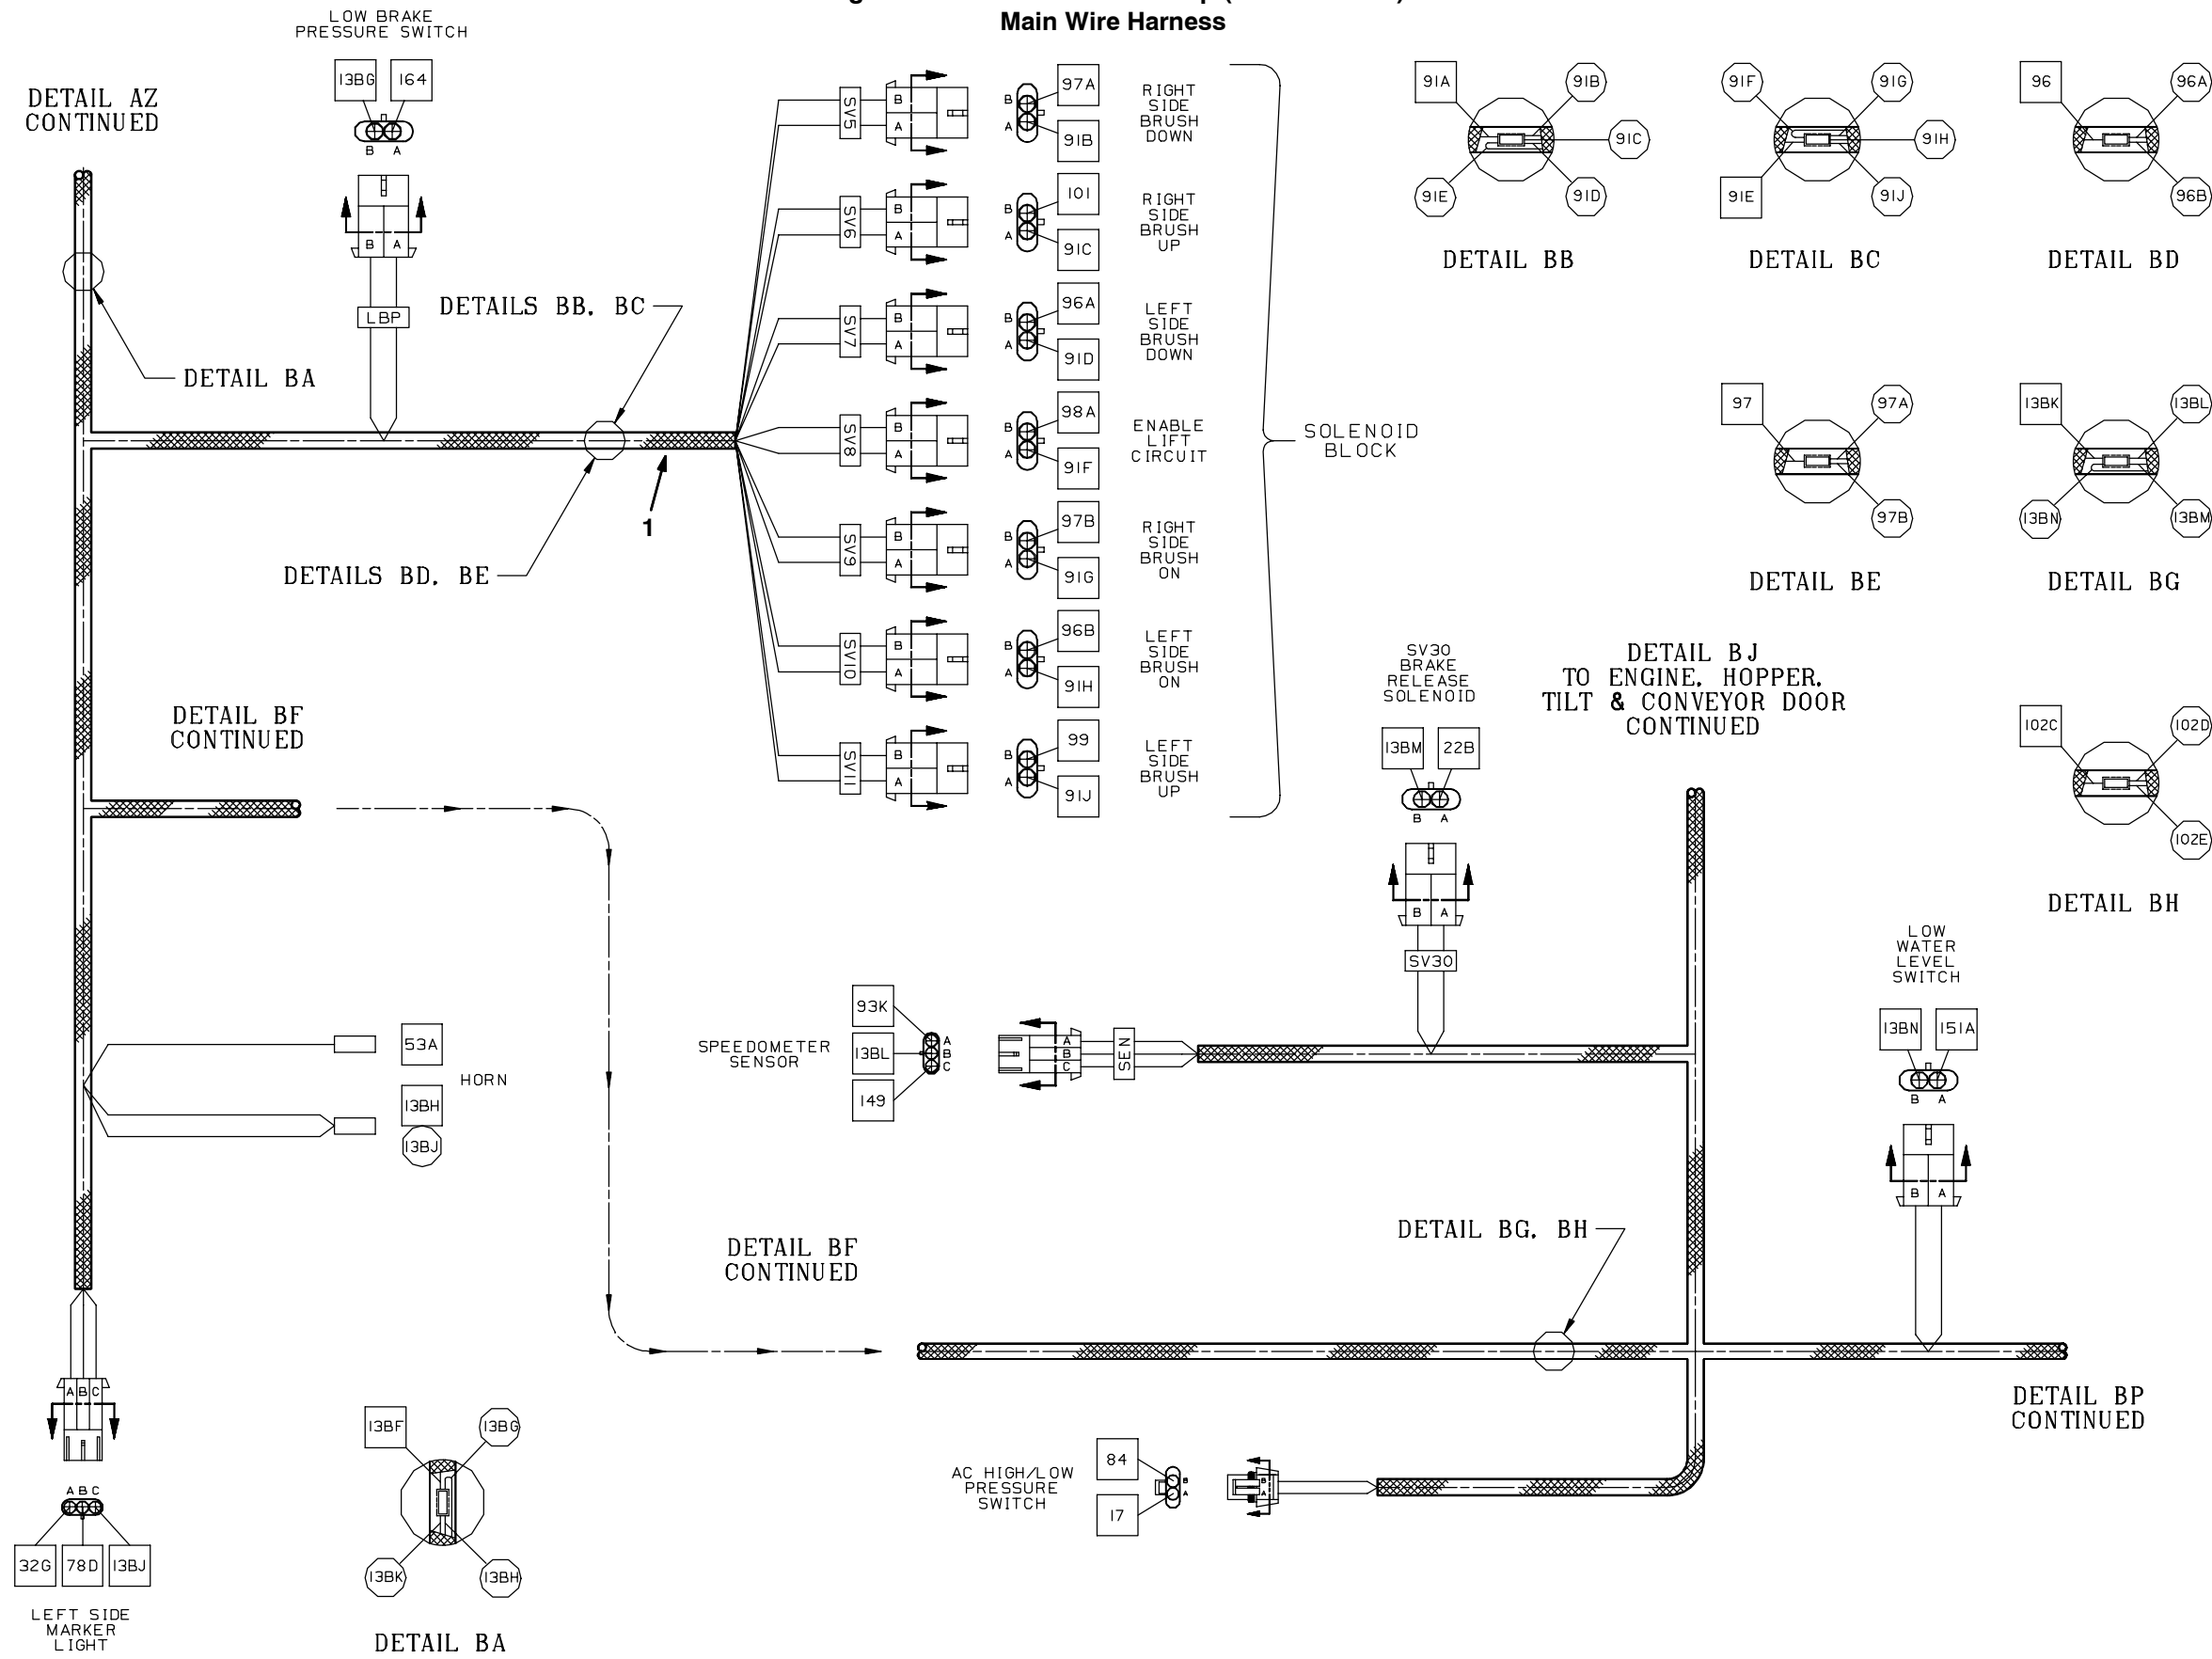 Main Wire Harness
LOW BRAKE
PRESSURE SWITCH
13BG 164
B A
B A
LBP
DETAIL AZ
CONTINUED
DETAIL BA
DETAILS BB, BC
DETAILS BD, BE
1
SV5
B
A
B
A
97A
91B
RIGHT
SIDE
BRUSH
DOWN
SV6
B
A
B
A
101
91C
RIGHT
SIDE
BRUSH
UP
SV7
B
A
B
A
96A
91D
LEFT
SIDE
BRUSH
DOWN
SV8
B
A
B
A
98A
91F
ENABLE
LIFT
CIRCUIT
SV9
B
A
B
A
97B
91G
RIGHT
SIDE
BRUSH
ON
SV10
B
A
B
A
96B
91H
LEFT
SIDE
BRUSH
ON
SV11
B
A
B
A
99
91J
LEFT
SIDE
BRUSH
UP
SOLENOID
BLOCK
91A 91B
91C
91E 91D
DETAIL BB
91F 91G
91H
91E 91J
DETAIL BC
96 96A
96B
DETAIL BD
97 97A
97B
DETAIL BE
13BK 13BL
13BN 13BM
DETAIL BG
102C 102D
102E
DETAIL BH
DETAIL BF
CONTINUED
SV30
BRAKE
RELEASE
SOLENOID
13BM 22B
B A
B A
SV30
DETAIL BJ
TO ENGINE, HOPPER,
TILT & CONVEYOR DOOR
CONTINUED
LOW
WATER
LEVEL
SWITCH
13BN 151A
B A
B A
53A
HORN
13BH
13BJ
SPEEDOMETER
SENSOR
93K
13BL
149
A
B
C
A
B
C
SEN
DETAIL BG, BH
DETAIL BF
CONTINUED
DETAIL BP
CONTINUED
AC HIGH/LOW
PRESSURE
SWITCH
84
17
B
A
B
A
A B C
A B C
32G 78D 13BJ
LEFT SIDE
MARKER
LIGHT
13BF 13BG
13BK 13BH
DETAIL BA